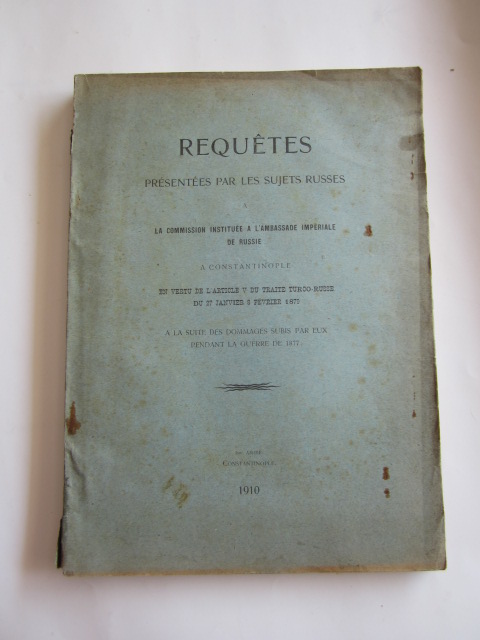 REQUÊTES
PRÉSENTÉES PAR LES SUJETS RUSSES
A
LA COMMISSION INSTITUÉE A L'AMBASSADE IMPÉRIALE
DE RUSSIE
A CONSTANTINOPLE
EN VERTU DE L'ARTICLE V DU TRAITÉ TURCO-RUSSE
DU 27 JANVIER 8 FÉVRIER 1879
A LA SUITE DES DOMMAGES SUBIS PAR EUX
PENDANT LA GUERRE DE 1877.
CONSTANTINOPLE.
1910